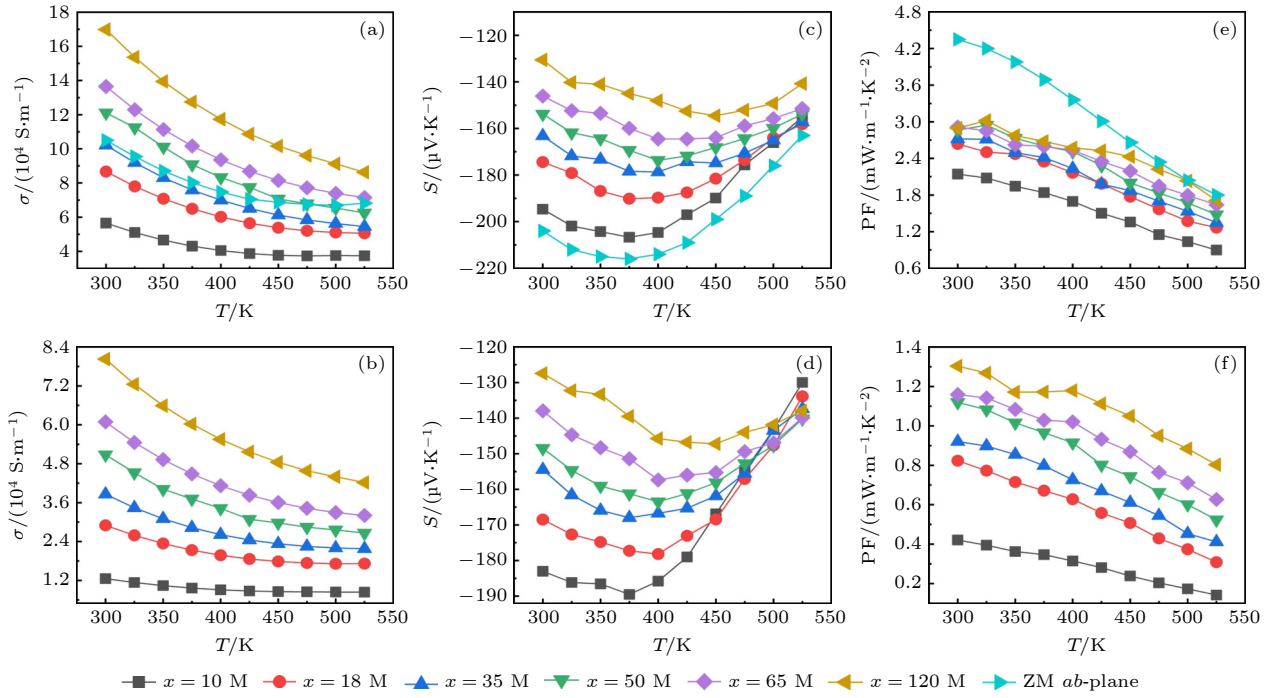 18
16
14
12
10
8
6
4
σ/(10⁴ S·m⁻¹)
(a)
300 350 400 450 500 550
T/K
−120
−140
−160
−180
−200
−220
S/(μV·K⁻¹)
(c)
300 350 400 450 500 550
T/K
4.8
4.2
3.6
3.0
2.4
1.8
1.2
0.6
PF/(mW·m⁻¹·K⁻²)
(e)
300 350 400 450 500 550
T/K
8.4
7.2
6.0
4.8
3.6
2.4
1.2
σ/(10⁴ S·m⁻¹)
(b)
300 350 400 450 500 550
T/K
−120
−130
−140
−150
−160
−170
−180
−190
S/(μV·K⁻¹)
(d)
300 350 400 450 500 550
T/K
1.4
1.2
1.0
0.8
0.6
0.4
0.2
PF/(mW·m⁻¹·K⁻²)
(f)
300 350 400 450 500 550
T/K
x = 10 M x = 18 M x = 35 M x = 50 M x = 65 M x = 120 M ZM ab-plane